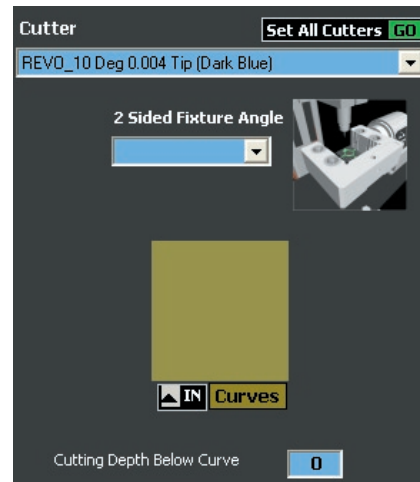 Cutter
Set All Cutters GO
REVO_10 Deg 0.004 Tip (Dark Blue)
2 Sided Fixture Angle
IN Curves
Cutting Depth Below Curve 0